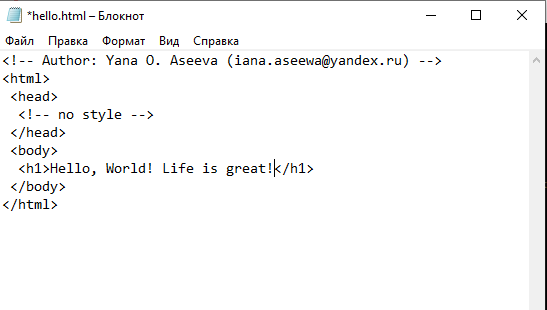 *hello.html – Блокнот
Файл Правка Формат Вид Справка
<!-- Author: Yana O. Aseeva (iana.aseewa@yandex.ru) -->
<html>
 <head>
  <!-- no style -->
 </head>
 <body>
  <h1>Hello, World! Life is great!</h1>
 </body>
</html>